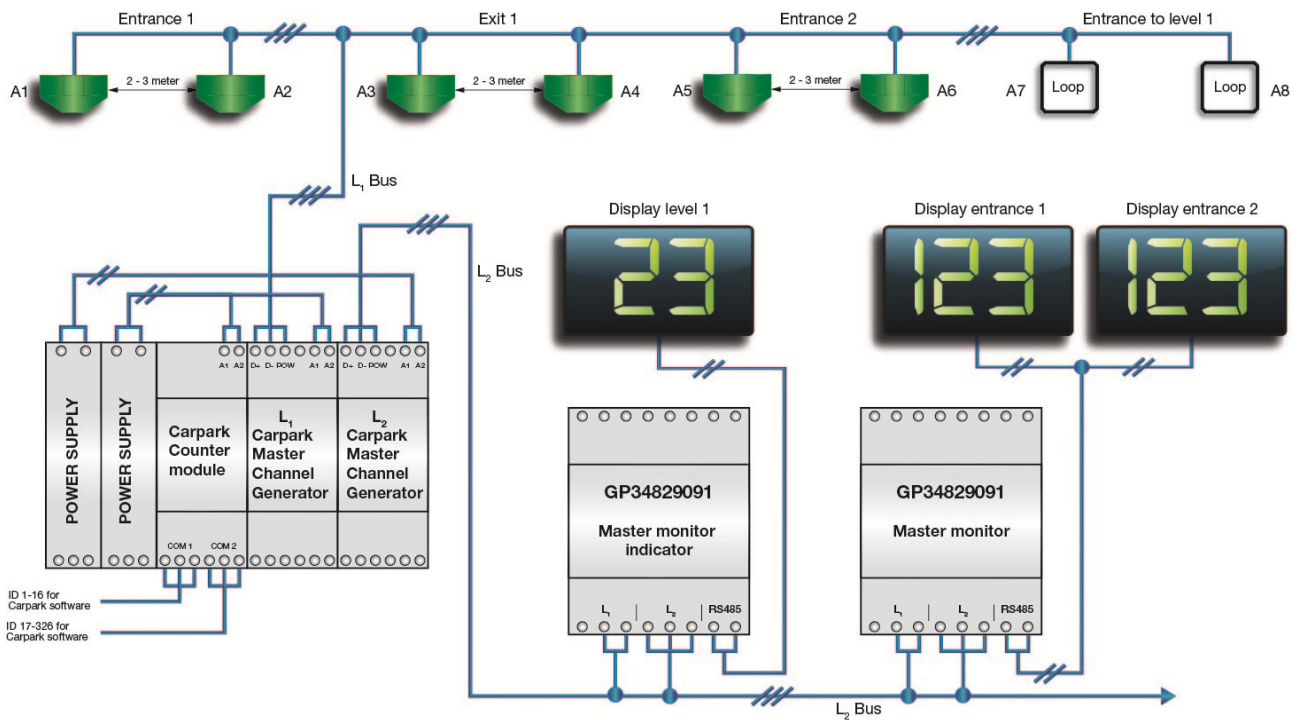 Entrance 1
Exit 1
Entrance 2
Entrance to level 1
A1
2 - 3 meter
A2
A3
2 - 3 meter
A4
A5
2 - 3 meter
A6
A7
Loop
Loop
A8
L1 Bus
L2 Bus
Display level 1
Display entrance 1
Display entrance 2
23
123
123
A1 A2
D+ D- POW A1 A2
D+ D- POW A1 A2
POWER SUPPLY
POWER SUPPLY
Carpark
Counter
module
L1
Carpark
Master
Channel
Generator
L2
Carpark
Master
Channel
Generator
COM 1
COM 2
ID 1-16 for
Carpark software
ID 17-326 for
Carpark software
GP34829091
Master monitor
indicator
L1 | L2 | RS485
GP34829091
Master monitor
L1 | L2 | RS485
L2 Bus